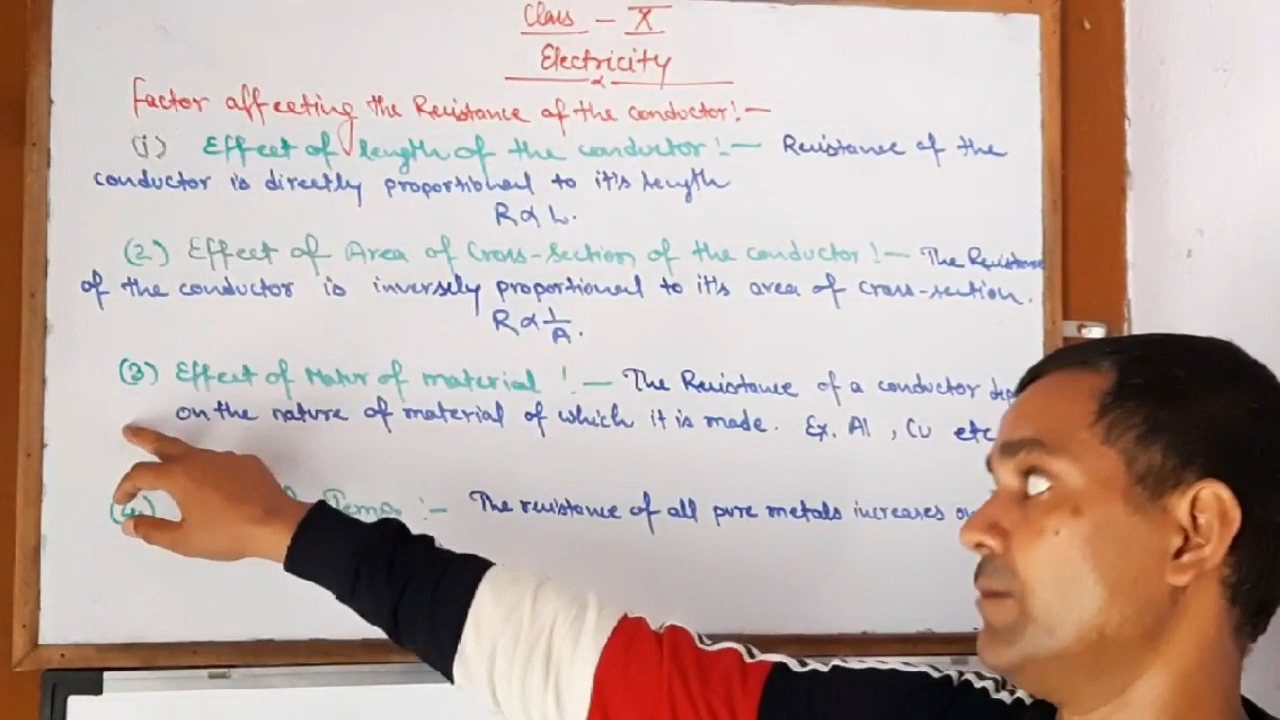 Class - X
Electricity
Factor affecting the Resistance of the conductor! —
(1) Effect of length of the conductor! — Resistance of the
conductor is directly proportional to it's length
R ∝ L.
(2) Effect of Area of Cross-section of the conductor! — The Resistance
of the conductor is inversely proportional to it's area of cross-section.
R ∝ 1/A.
(3) Effect of Natur of material ! — The Resistance of a conductor
on the nature of material of which it is made. Ex. Al , Cu etc
(4) Temp :- The resistance of all pure metals increases